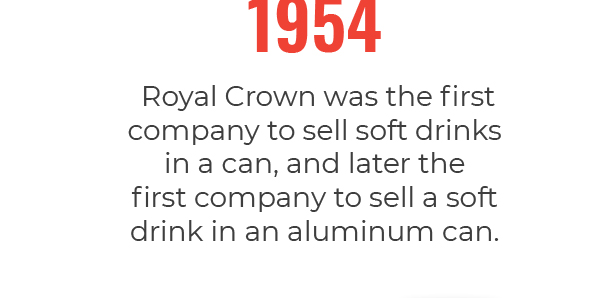 1954
Royal Crown was the first
company to sell soft drinks
in a can, and later the
first company to sell a soft
drink in an aluminum can.